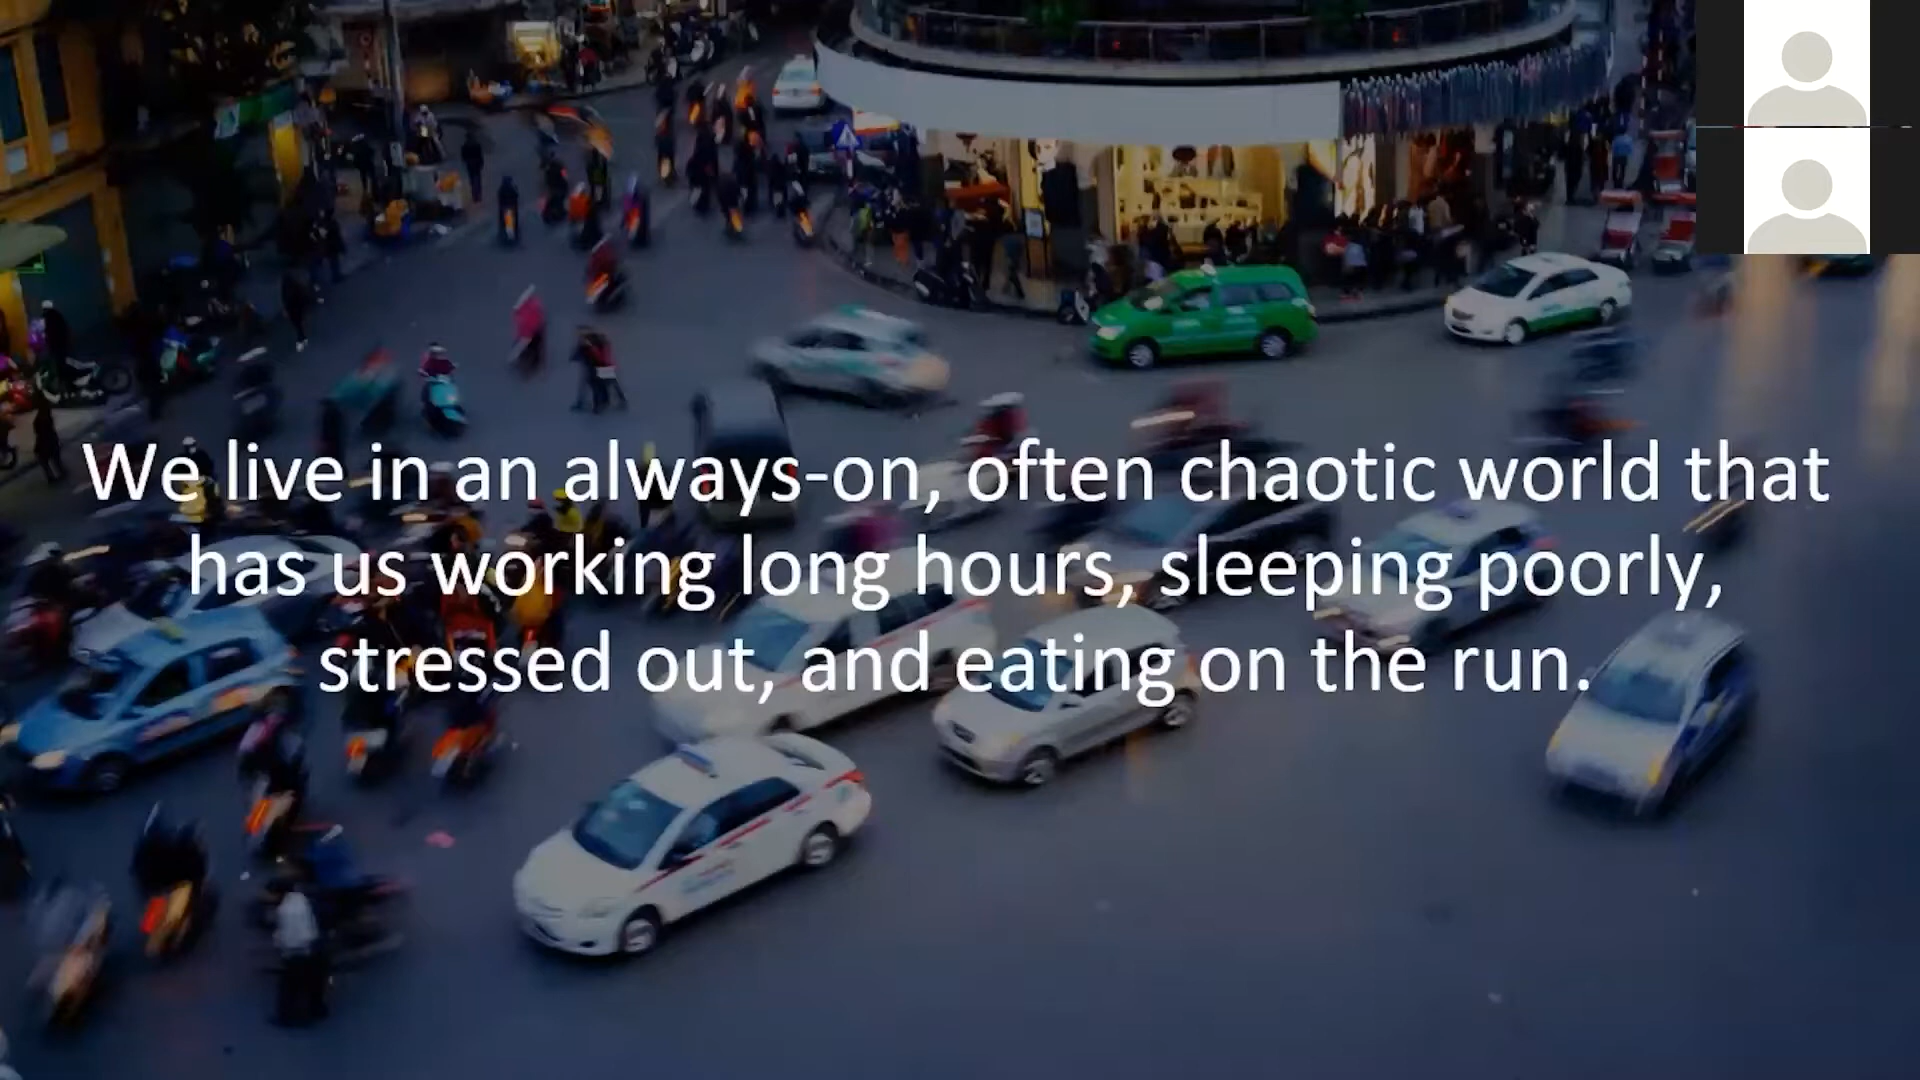 We live in an always-on, often chaotic world that
has us working long hours, sleeping poorly,
stressed out, and eating on the run.